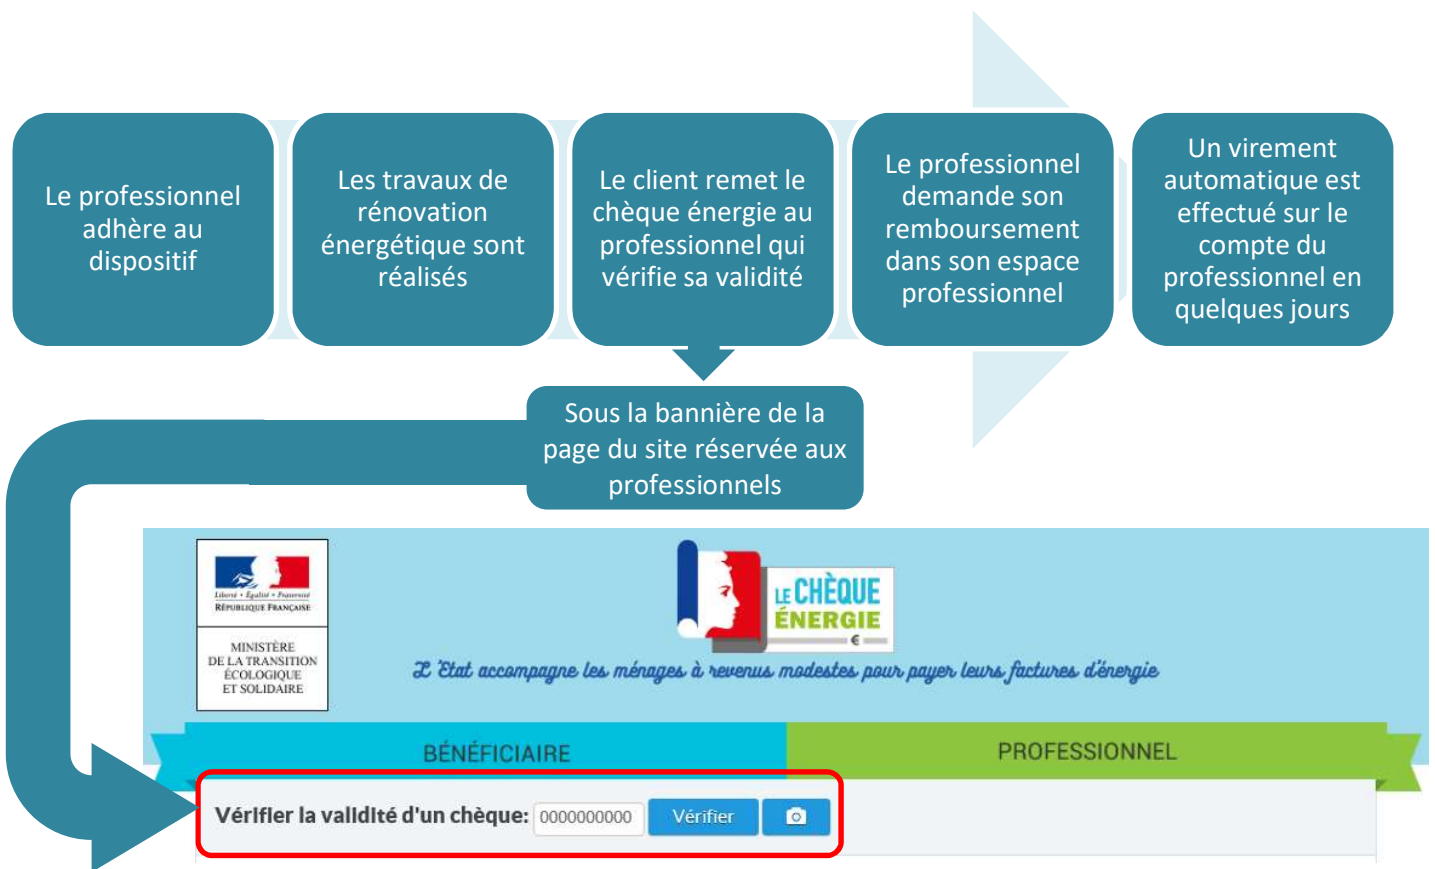 Le professionnel
adhère au
dispositif
Les travaux de
rénovation
énergétique sont
réalisés
Le client remet le
chèque énergie au
professionnel qui
vérifie sa validité
Le professionnel
demande son
remboursement
dans son espace
professionnel
Un virement
automatique est
effectué sur le
compte du
professionnel en
quelques jours
Sous la bannière de la
page du site réservée aux
professionnels
Liberté • Égalité • Fraternité
RÉPUBLIQUE FRANÇAISE
MINISTÈRE
DE LA TRANSITION
ÉCOLOGIQUE
ET SOLIDAIRE
LE CHÈQUE
ÉNERGIE
€
L'Etat accompagne les ménages à revenus modestes pour payer leurs factures d'énergie
BÉNÉFICIAIRE
PROFESSIONNEL
Vérifier la validité d'un chèque: 0000000000 Vérifier